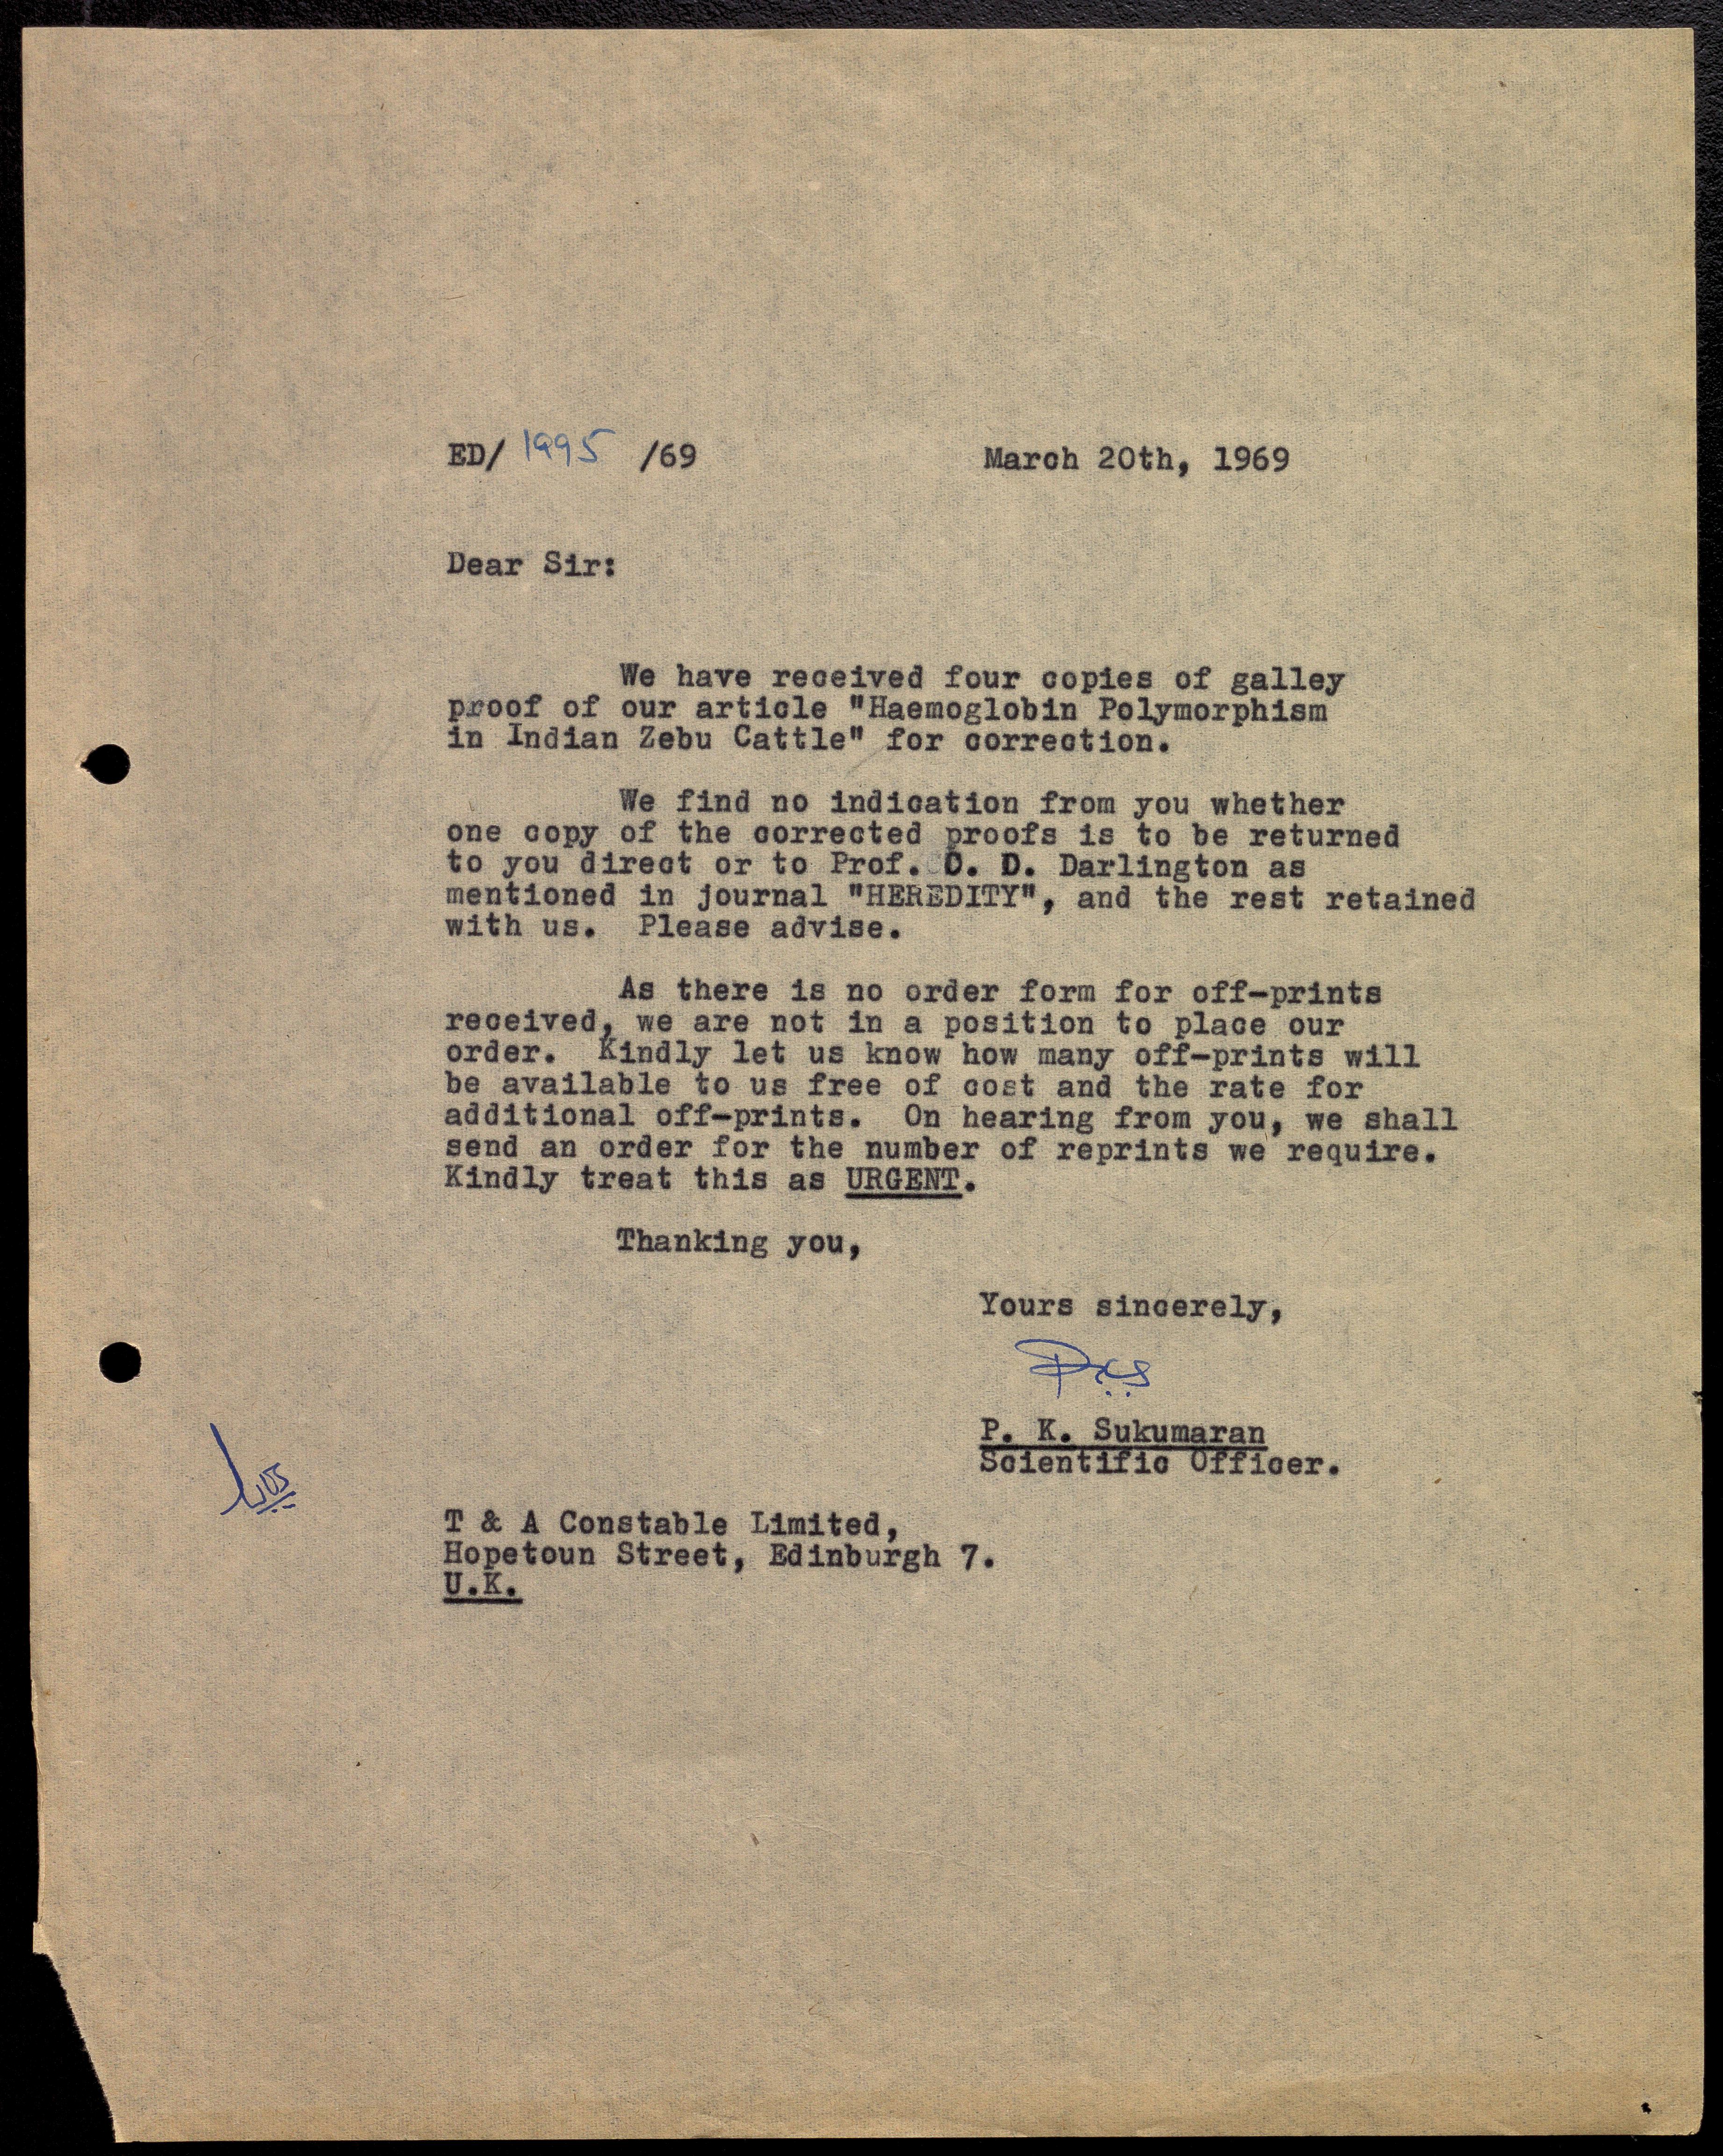 ED/ 1995 /69 March 20th, 1969
Dear Sir:
We have received four copies of galley
proof of our article "Haemoglobin Polymorphism
in Indian Zebu Cattle" for correction.
We find no indication from you whether
one copy of the corrected proofs is to be returned
to you direct or to Prof. C. D. Darlington as
mentioned in journal "HEREDITY", and the rest retained
with us. Please advise.
As there is no order form for off-prints
received, we are not in a position to place our
order. Kindly let us know how many off-prints will
be available to us free of cost and the rate for
additional off-prints. On hearing from you, we shall
send an order for the number of reprints we require.
Kindly treat this as URGENT.
Thanking you,
Yours sincerely,
P. K. Sukumaran
Scientific Officer.
T & A Constable Limited,
Hopetoun Street, Edinburgh 7.
U.K.